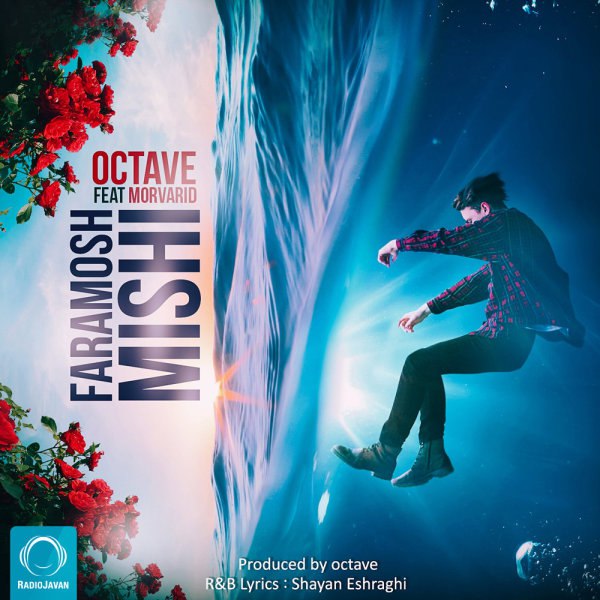 OCTAVE
FEAT MORVARID
FARAMOSH
MISHI
RADIOJAVAN
Produced by octave
R&B Lyrics : Shayan Eshraghi